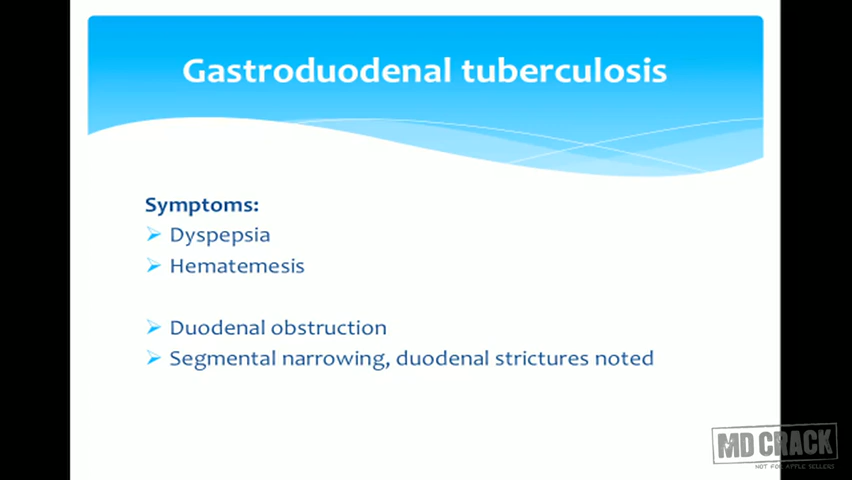 Gastroduodenal tuberculosis
Symptoms:
Dyspepsia
Hematemesis
Duodenal obstruction
Segmental narrowing, duodenal strictures noted
MD CRACK
NOT FOR APPLE SELLERS